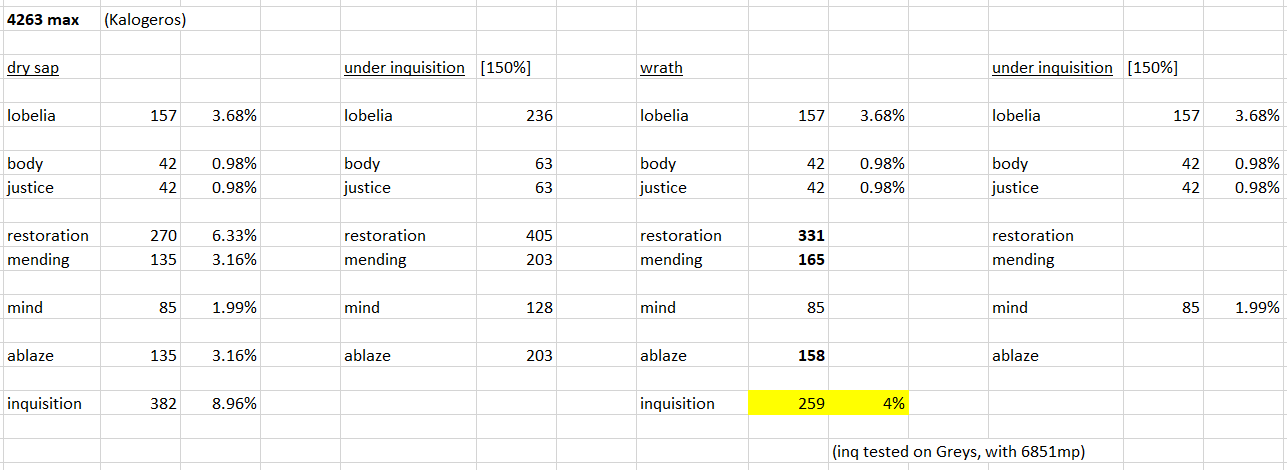 4263 max (Kalogeros)
dry sap under inquisition [150%] wrath under inquisition [150%]
lobelia 157 3.68% lobelia 236 lobelia 157 3.68% lobelia 157 3.68%
body 42 0.98% body 63 body 42 0.98% body 42 0.98%
justice 42 0.98% justice 63 justice 42 0.98% justice 42 0.98%
restoration 270 6.33% restoration 405 restoration 331 restoration
mending 135 3.16% mending 203 mending 165 mending
mind 85 1.99% mind 128 mind 85 mind 85 1.99%
ablaze 135 3.16% ablaze 203 ablaze 158 ablaze
inquisition 382 8.96% inquisition 259 4%
(inq tested on Greys, with 6851mp)